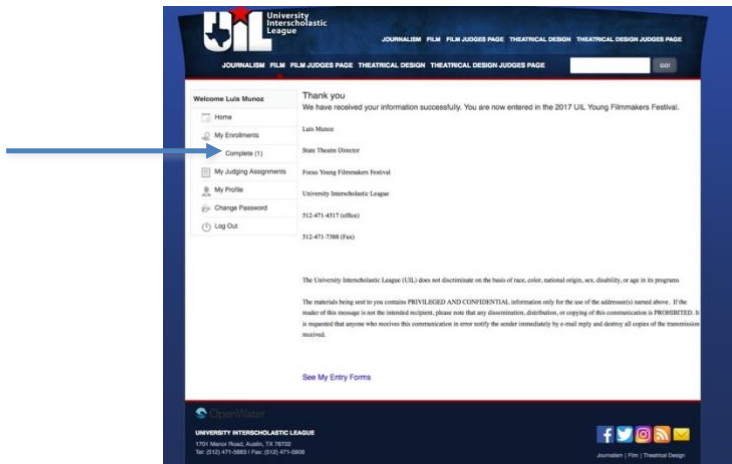 UIL
University
Interscholastic
League
JOURNALISM FILM FILM JUDGES PAGE THEATRICAL DESIGN THEATRICAL DESIGN JUDGES PAGE
JOURNALISM FILM FILM JUDGES PAGE THEATRICAL DESIGN THEATRICAL DESIGN JUDGES PAGE
GO!
Welcome Luis Munoz
Home
My Enrollments
Complete (1)
My Judging Assignments
My Profile
Change Password
Log Out
Thank you
We have received your information successfully. You are now entered in the 2017 UIL Young Filmmakers Festival.
Luis Munoz
State Theatre Director
Focus Young Filmmakers Festival
University Interscholastic League
512-471-4517 (office)
512-471-7388 (Fax)
The University Interscholastic League (UIL) does not discriminate on the basis of race, color, national origin, sex, disability, or age in its programs
The materials being sent to you contains PRIVILEGED AND CONFIDENTIAL information only for the use of the addressee(s) named above. If the
reader of this message is not the intended recipient, please note that any dissemination, distribution, or copying of this communication is PROHIBITED. It
is requested that anyone who receives this communication in error notify the sender immediately by e-mail reply and destroy all copies of the transmission
received.
See My Entry Forms
OpenWater
UNIVERSITY INTERSCHOLASTIC LEAGUE
1701 Manor Road, Austin, TX 78722
Tel: (512) 471-5883 | Fax: (512) 471-5908
Journalism | Film | Theatrical Design